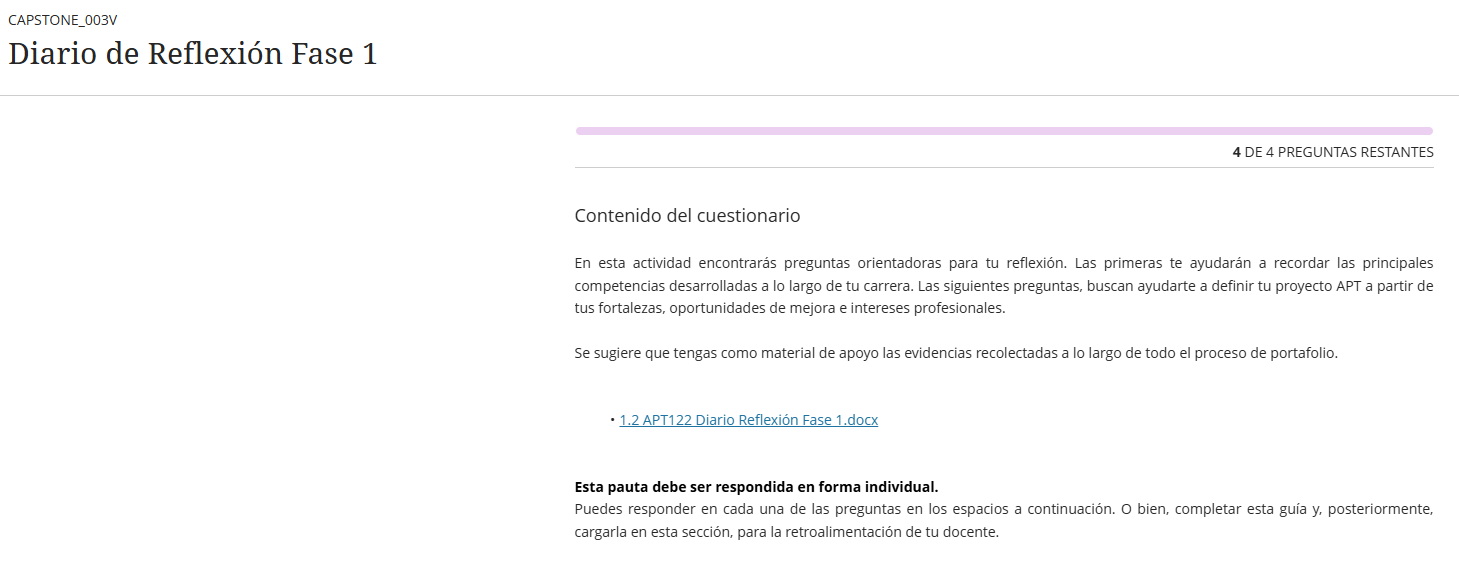 CAPSTONE_003V
Diario de Reflexión Fase 1
4 DE 4 PREGUNTAS RESTANTES
Contenido del cuestionario
En esta actividad encontrarás preguntas orientadoras para tu reflexión. Las primeras te ayudarán a recordar las principales
competencias desarrolladas a lo largo de tu carrera. Las siguientes preguntas, buscan ayudarte a definir tu proyecto APT a partir de
tus fortalezas, oportunidades de mejora e intereses profesionales.
Se sugiere que tengas como material de apoyo las evidencias recolectadas a lo largo de todo el proceso de portafolio.
• 1.2 APT122 Diario Reflexión Fase 1.docx
Esta pauta debe ser respondida en forma individual.
Puedes responder en cada una de las preguntas en los espacios a continuación. O bien, completar esta guía y, posteriormente,
cargarla en esta sección, para la retroalimentación de tu docente.